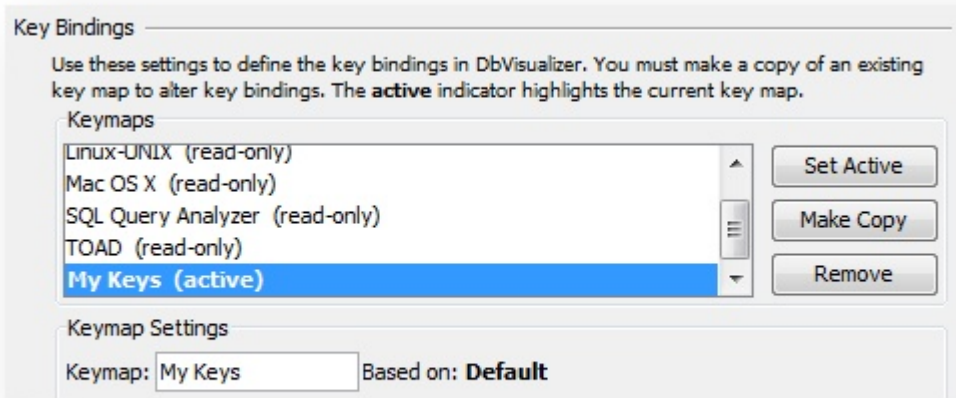 Key Bindings
Use these settings to define the key bindings in DbVisualizer. You must make a copy of an existing
key map to alter key bindings. The active indicator highlights the current key map.
Keymaps
Linux-UNIX (read-only)
Mac OS X (read-only)
SQL Query Analyzer (read-only)
TOAD (read-only)
My Keys (active)
Set Active
Make Copy
Remove
Keymap Settings
Keymap: My Keys Based on: Default